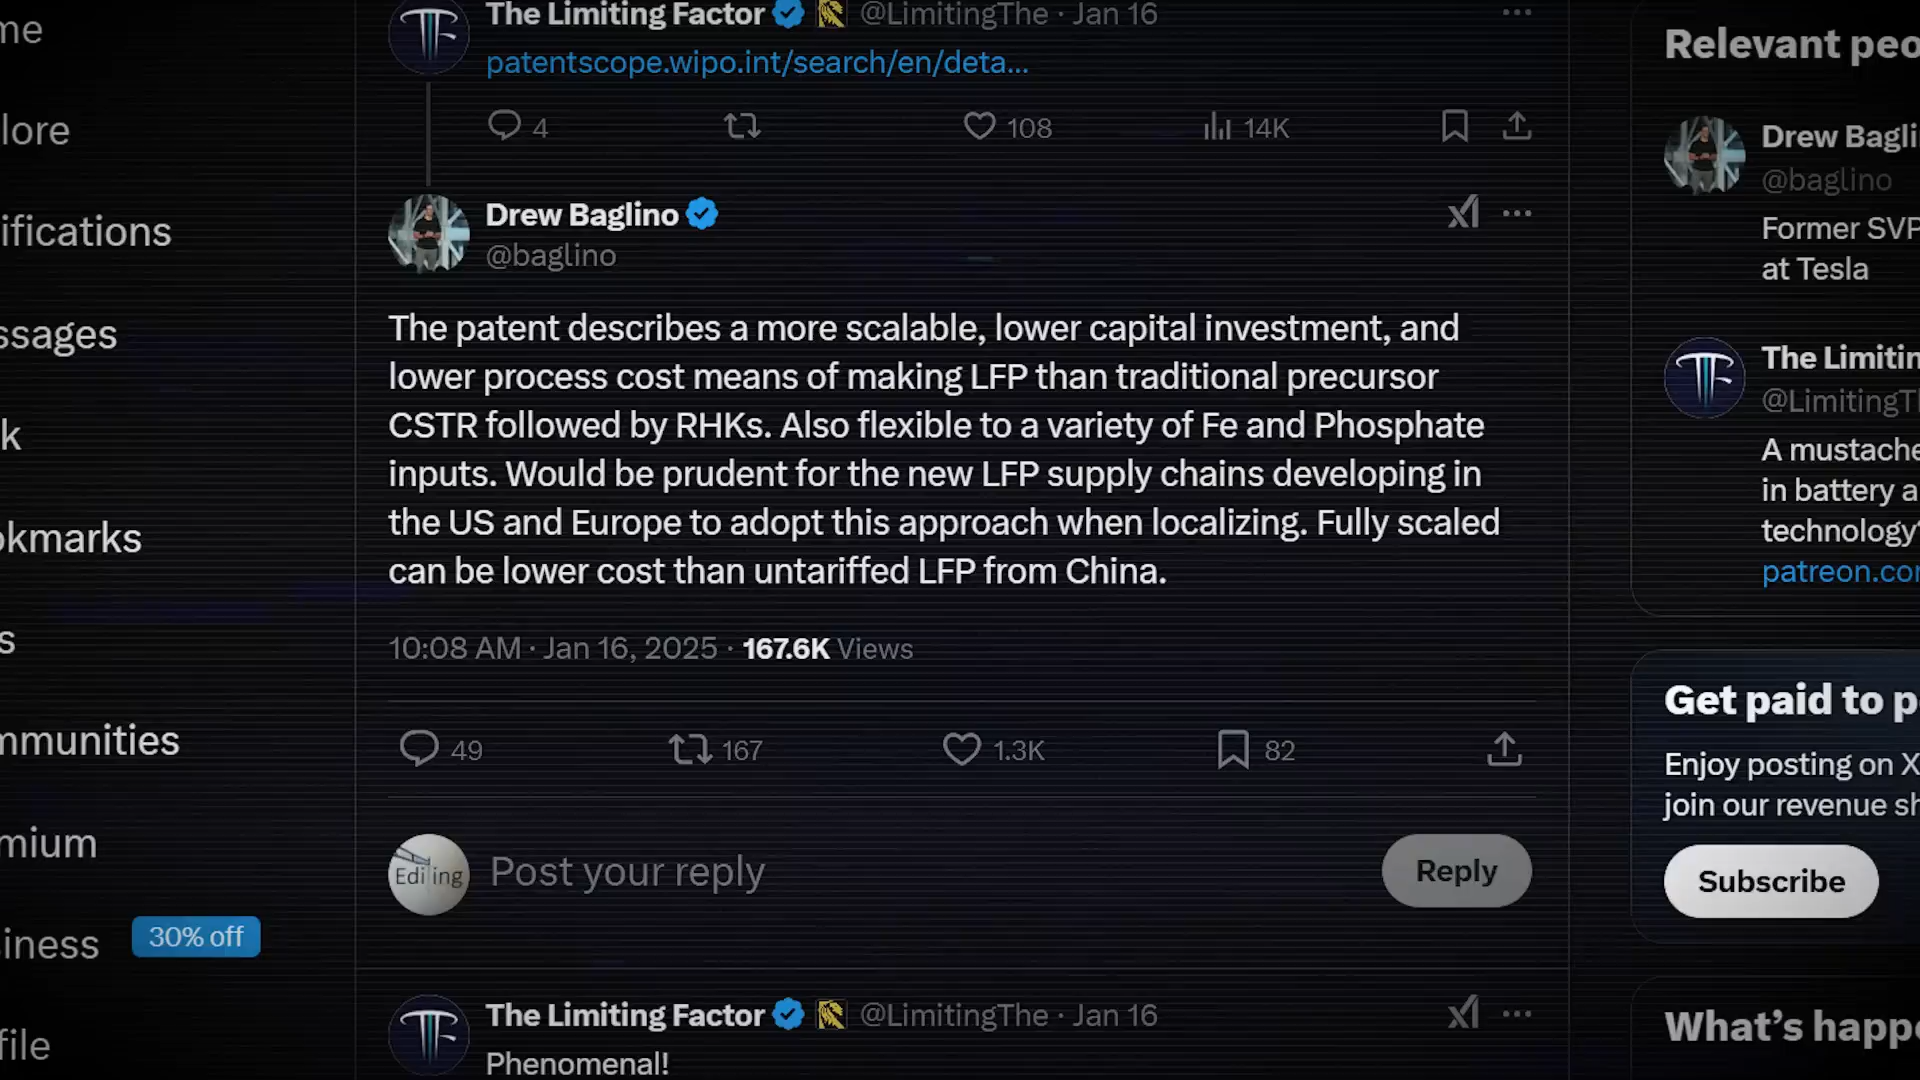 The Limiting Factor @LimitingThe · Jan 16
patentscope.wipo.int/search/en/deta...
4 108 14K
Drew Baglino
@baglino
The patent describes a more scalable, lower capital investment, and
lower process cost means of making LFP than traditional precursor
CSTR followed by RHKs. Also flexible to a variety of Fe and Phosphate
inputs. Would be prudent for the new LFP supply chains developing in
the US and Europe to adopt this approach when localizing. Fully scaled
can be lower cost than untariffed LFP from China.
10:08 AM · Jan 16, 2025 · 167.6K Views
49 167 1.3K 82
Editing
Post your reply
Reply
The Limiting Factor @LimitingThe · Jan 16
Phenomenal!
me
lore
ifications
ssages
k
okmarks
s
mmunities
mium
siness
30% off
file
Relevant peo
Drew Bagli
@baglino
Former SVP
at Tesla
The Limitin
@LimitingTh
A mustache
in battery a
technology
patreon.com
Get paid to p
Enjoy posting on X
join our revenue sh
Subscribe
What's happe